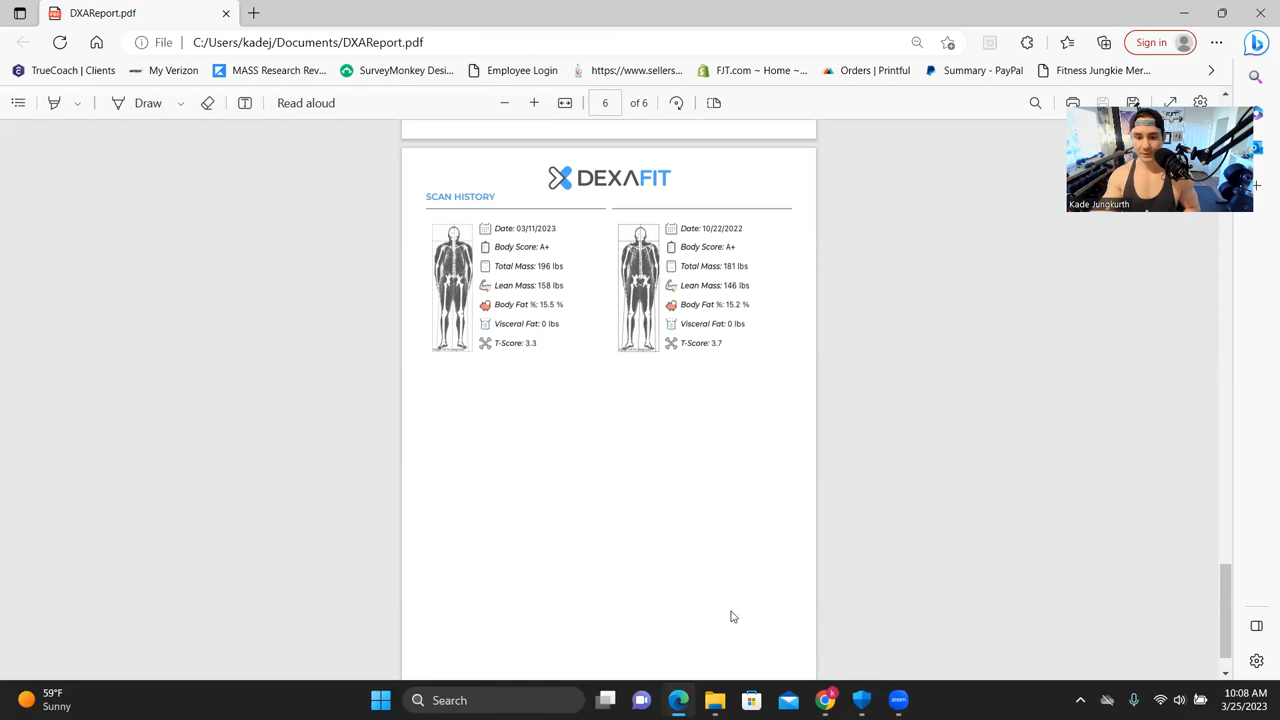 DXAReport.pdf
File
C:/Users/kadej/Documents/DXAReport.pdf
Sign in
TrueCoach | Clients
My Verizon
MASS Research Rev...
SurveyMonkey Desi...
Employee Login
https://www.sellers...
FJT.com ~ Home ~...
Orders | Printful
Summary - PayPal
Fitness Jungkie Mer...
Draw
Read aloud
6
of 6
Kade Jungkurth
DEXAFIT
SCAN HISTORY
Date: 03/11/2023
Body Score: A+
Total Mass: 196 lbs
Lean Mass: 158 lbs
Body Fat %: 15.5 %
Visceral Fat: 0 lbs
T-Score: 3.3
Date: 10/22/2022
Body Score: A+
Total Mass: 181 lbs
Lean Mass: 146 lbs
Body Fat %: 15.2 %
Visceral Fat: 0 lbs
T-Score: 3.7
59°F
Sunny
Search
zoom
10:08 AM
3/25/2023